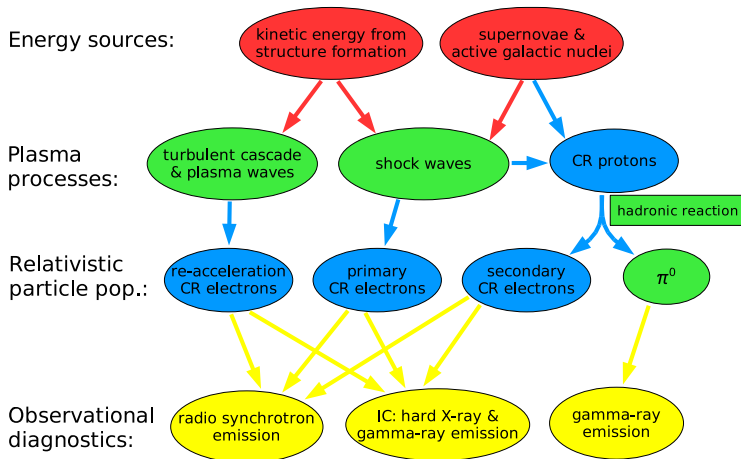 Energy sources:
kinetic energy from
structure formation
supernovae &
active galactic nuclei
Plasma
processes:
turbulent cascade
& plasma waves
shock waves
CR protons
hadronic reaction
Relativistic
particle pop.:
re-acceleration
CR electrons
primary
CR electrons
secondary
CR electrons
π⁰
Observational
diagnostics:
radio synchrotron
emission
IC: hard X-ray &
gamma-ray emission
gamma-ray
emission